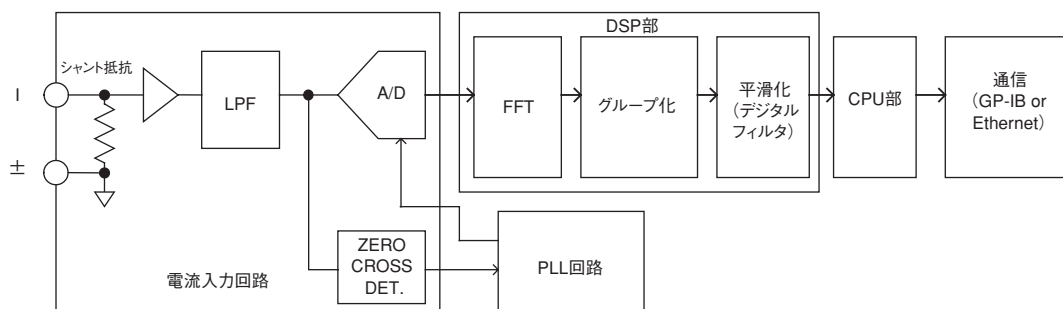 DSP部
シャント抵抗
I
±
LPF
A/D
FFT
グループ化
平滑化
(デジタル
フィルタ)
CPU部
通信
(GP-IB or
Ethernet)
ZERO
CROSS
DET.
PLL回路
電流入力回路